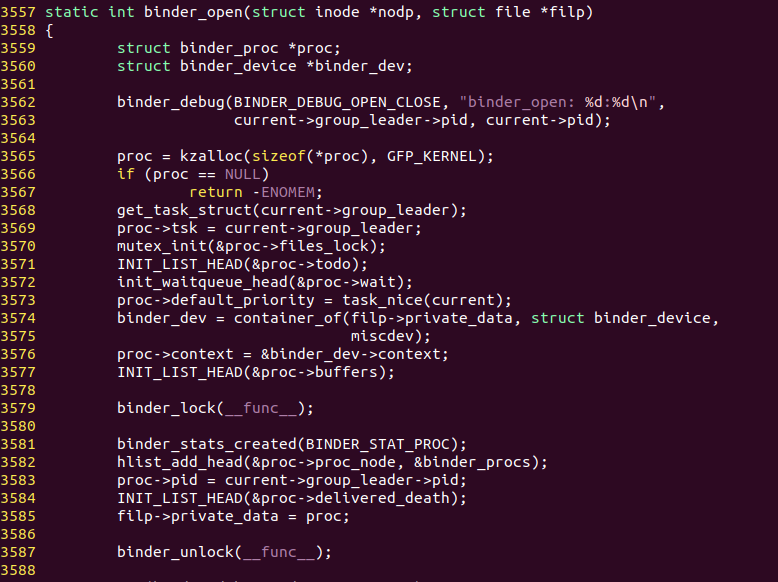 3557 static int binder_open(struct inode *nodp, struct file *filp)
3558 {
3559         struct binder_proc *proc;
3560         struct binder_device *binder_dev;
3561
3562         binder_debug(BINDER_DEBUG_OPEN_CLOSE, "binder_open: %d:%d\n",
3563                      current->group_leader->pid, current->pid);
3564
3565         proc = kzalloc(sizeof(*proc), GFP_KERNEL);
3566         if (proc == NULL)
3567                 return -ENOMEM;
3568         get_task_struct(current->group_leader);
3569         proc->tsk = current->group_leader;
3570         mutex_init(&proc->files_lock);
3571         INIT_LIST_HEAD(&proc->todo);
3572         init_waitqueue_head(&proc->wait);
3573         proc->default_priority = task_nice(current);
3574         binder_dev = container_of(filp->private_data, struct binder_device,
3575                                   miscdev);
3576         proc->context = &binder_dev->context;
3577         INIT_LIST_HEAD(&proc->buffers);
3578
3579         binder_lock(__func__);
3580
3581         binder_stats_created(BINDER_STAT_PROC);
3582         hlist_add_head(&proc->proc_node, &binder_procs);
3583         proc->pid = current->group_leader->pid;
3584         INIT_LIST_HEAD(&proc->delivered_death);
3585         filp->private_data = proc;
3586
3587         binder_unlock(__func__);
3588